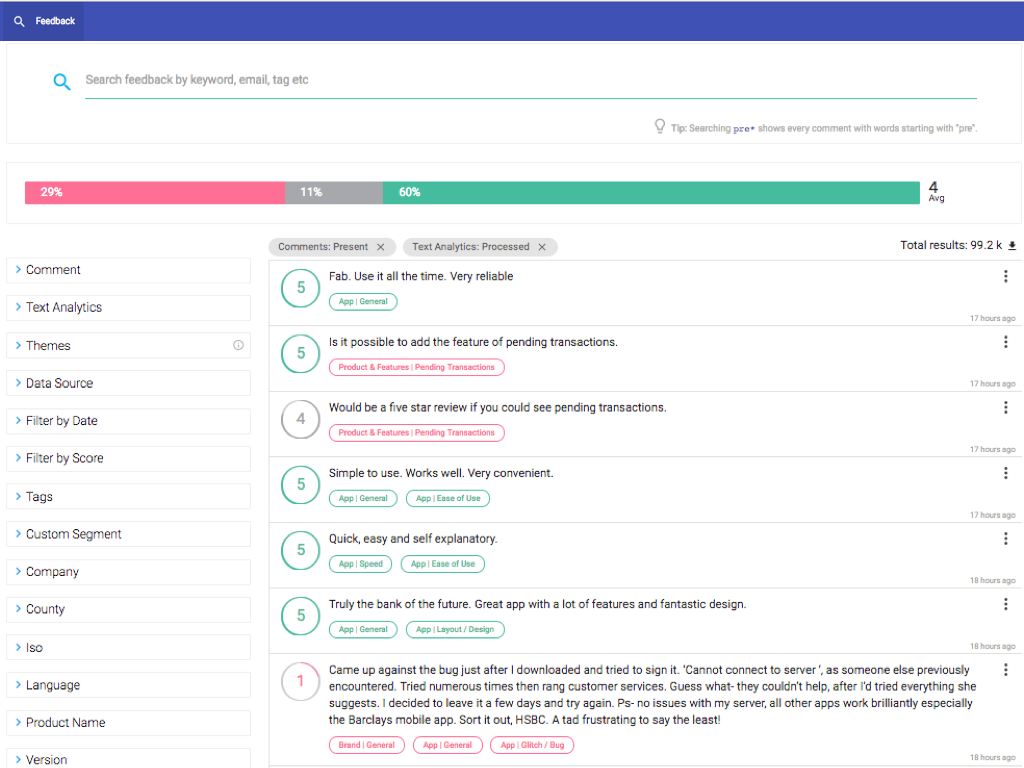 Feedback
Search feedback by keyword, email, tag etc
Tip: Searching pre* shows every comment with words starting with "pre".
29%
11%
60%
4
Avg
Comments: Present
Text Analytics: Processed
Total results: 99.2 k
Comment
Text Analytics
Themes
Data Source
Filter by Date
Filter by Score
Tags
Custom Segment
Company
County
Iso
Language
Product Name
Version
5
Fab. Use it all the time. Very reliable
App | General
17 hours ago
5
Is it possible to add the feature of pending transactions.
Product & Features | Pending Transactions
17 hours ago
4
Would be a five star review if you could see pending transactions.
Product & Features | Pending Transactions
17 hours ago
5
Simple to use. Works well. Very convenient.
App | General
App | Ease of Use
17 hours ago
5
Quick, easy and self explanatory.
App | Speed
App | Ease of Use
18 hours ago
5
Truly the bank of the future. Great app with a lot of features and fantastic design.
App | General
App | Layout / Design
18 hours ago
1
Came up against the bug just after I downloaded and tried to sign it. 'Cannot connect to server ', as someone else previously
encountered. Tried numerous times then rang customer services. Guess what- they couldn't help, after I'd tried everything she
suggests. I decided to leave it a few days and try again. Ps- no issues with my server, all other apps work brilliantly especially
the Barclays mobile app. Sort it out, HSBC. A tad frustrating to say the least!
Brand | General
App | General
App | Glitch / Bug
18 hours ago